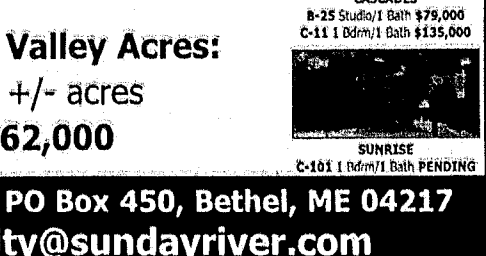 CASCADES
B-25 Studio/1 Bath $79,000
C-11 1 Bdrm/1 Bath $135,000
Valley Acres:
+/- acres
62,000
SUNRISE
C-101 1 Bdrm/1 Bath PENDING
PO Box 450, Bethel, ME 04217
ty@sundayriver.com